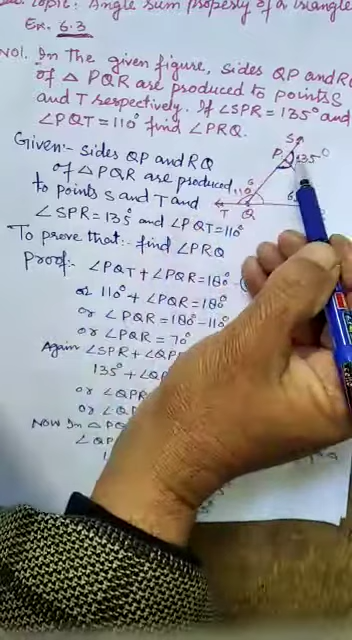 Topic: Angle sum property of a triangle
Ex. 6.3
No1. In the given figure, sides QP and RQ
of △ PQR are produced to points S
and T respectively. If ∠SPR = 135° and
∠PQT = 110° find ∠PRQ.
Given:- sides QP and RQ
of △PQR are produced
to points S and T and
∠SPR = 135° and ∠PQT = 110°
S
P 135°
110°
T Q
To prove that:- find ∠PRQ
Proof:- ∠PQT + ∠PQR = 180°
or 110° + ∠PQR = 180°
or ∠PQR = 180° - 110°
or ∠PQR = 70°
Again ∠SPR + ∠QP
135° + ∠Q
or ∠QPR
or ∠QP
Now In △PQ
∠QP